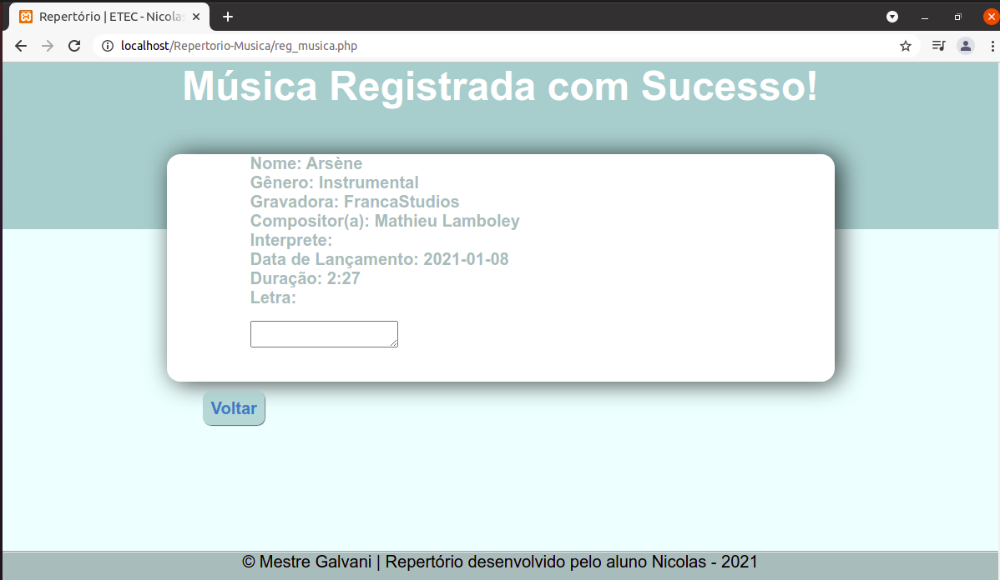 Repertório | ETEC - Nicolas
localhost/Repertorio-Musica/reg_musica.php
Música Registrada com Sucesso!
Nome: Arsène
Gênero: Instrumental
Gravadora: FrancaStudios
Compositor(a): Mathieu Lamboley
Interprete:
Data de Lançamento: 2021-01-08
Duração: 2:27
Letra:
Voltar
© Mestre Galvani | Repertório desenvolvido pelo aluno Nicolas - 2021